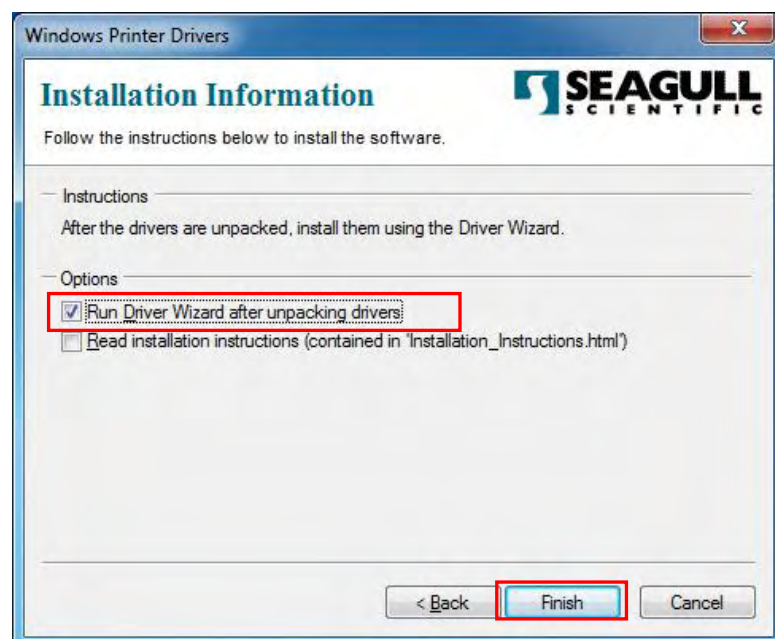 Windows Printer Drivers
X
Installation Information
SEAGULL
SCIENTIFIC
Follow the instructions below to install the software.
Instructions
After the drivers are unpacked, install them using the Driver Wizard.
Options
Run Driver Wizard after unpacking drivers
Read installation instructions (contained in 'Installation_Instructions.html')
< Back
Finish
Cancel